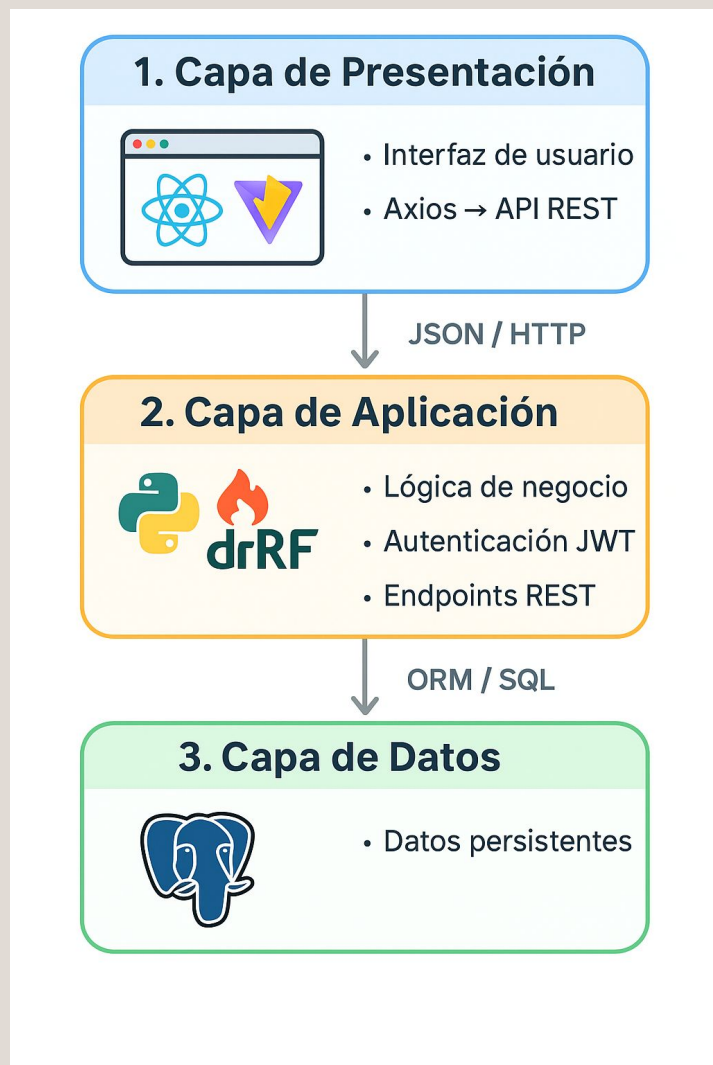 1. Capa de Presentación
• Interfaz de usuario
• Axios → API REST
JSON / HTTP
2. Capa de Aplicación
drRF
• Lógica de negocio
• Autenticación JWT
• Endpoints REST
ORM / SQL
3. Capa de Datos
• Datos persistentes